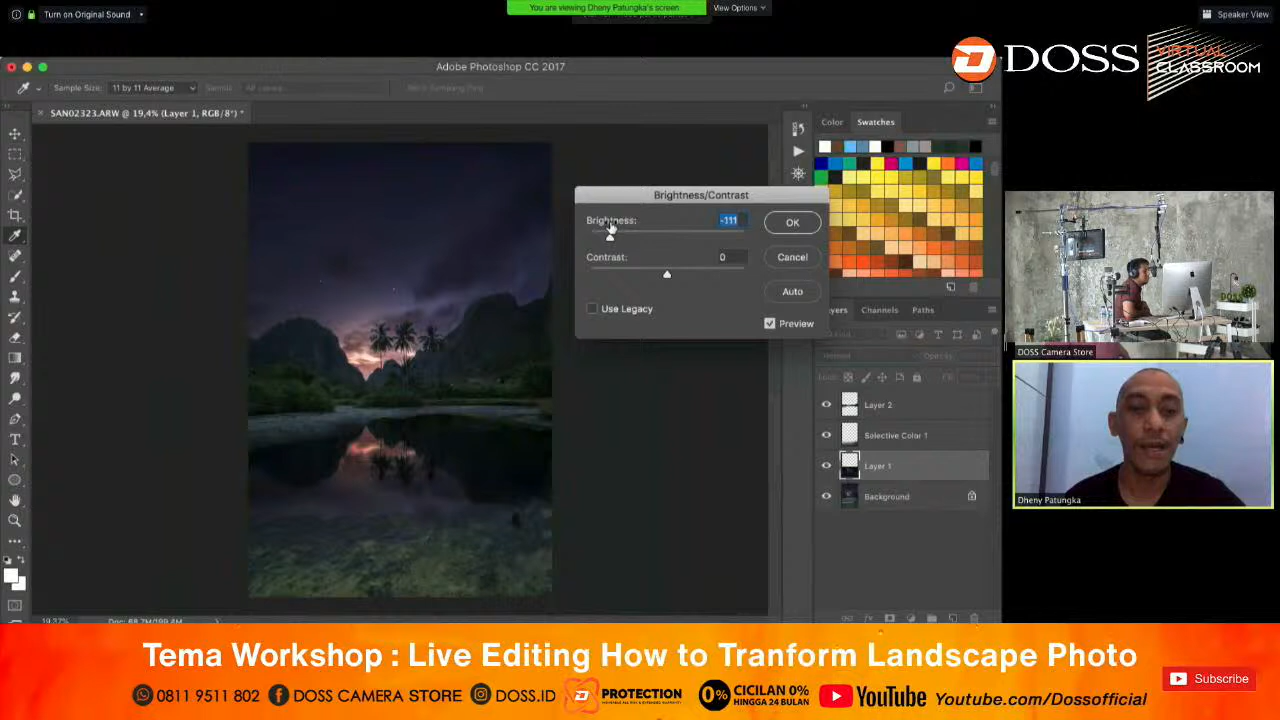 Turn on Original Sound
You are viewing Dheny Patungka's screen
View Options
Speaker View
DOSS
VIRTUAL
CLASSROOM
Adobe Photoshop CC 2017
Sample Size: 11 by 11 Average
SAN02323.ARW @ 19,4% (Layer 1, RGB/8*) *
Color
Swatches
Brightness/Contrast
Brightness:
-111
OK
Contrast:
0
Cancel
Auto
Use Legacy
Preview
Channels
Paths
Layer 2
Selective Color 1
Layer 1
Background
DOSS Camera Store
Dheny Patungka
Tema Workshop : Live Editing How to Tranform Landscape Photo
0811 9511 802
DOSS CAMERA STORE
DOSS.ID
PROTECTION
0%
CICILAN 0%
HINGGA 24 BULAN
YouTube
Youtube.com/Dossofficial
Subscribe